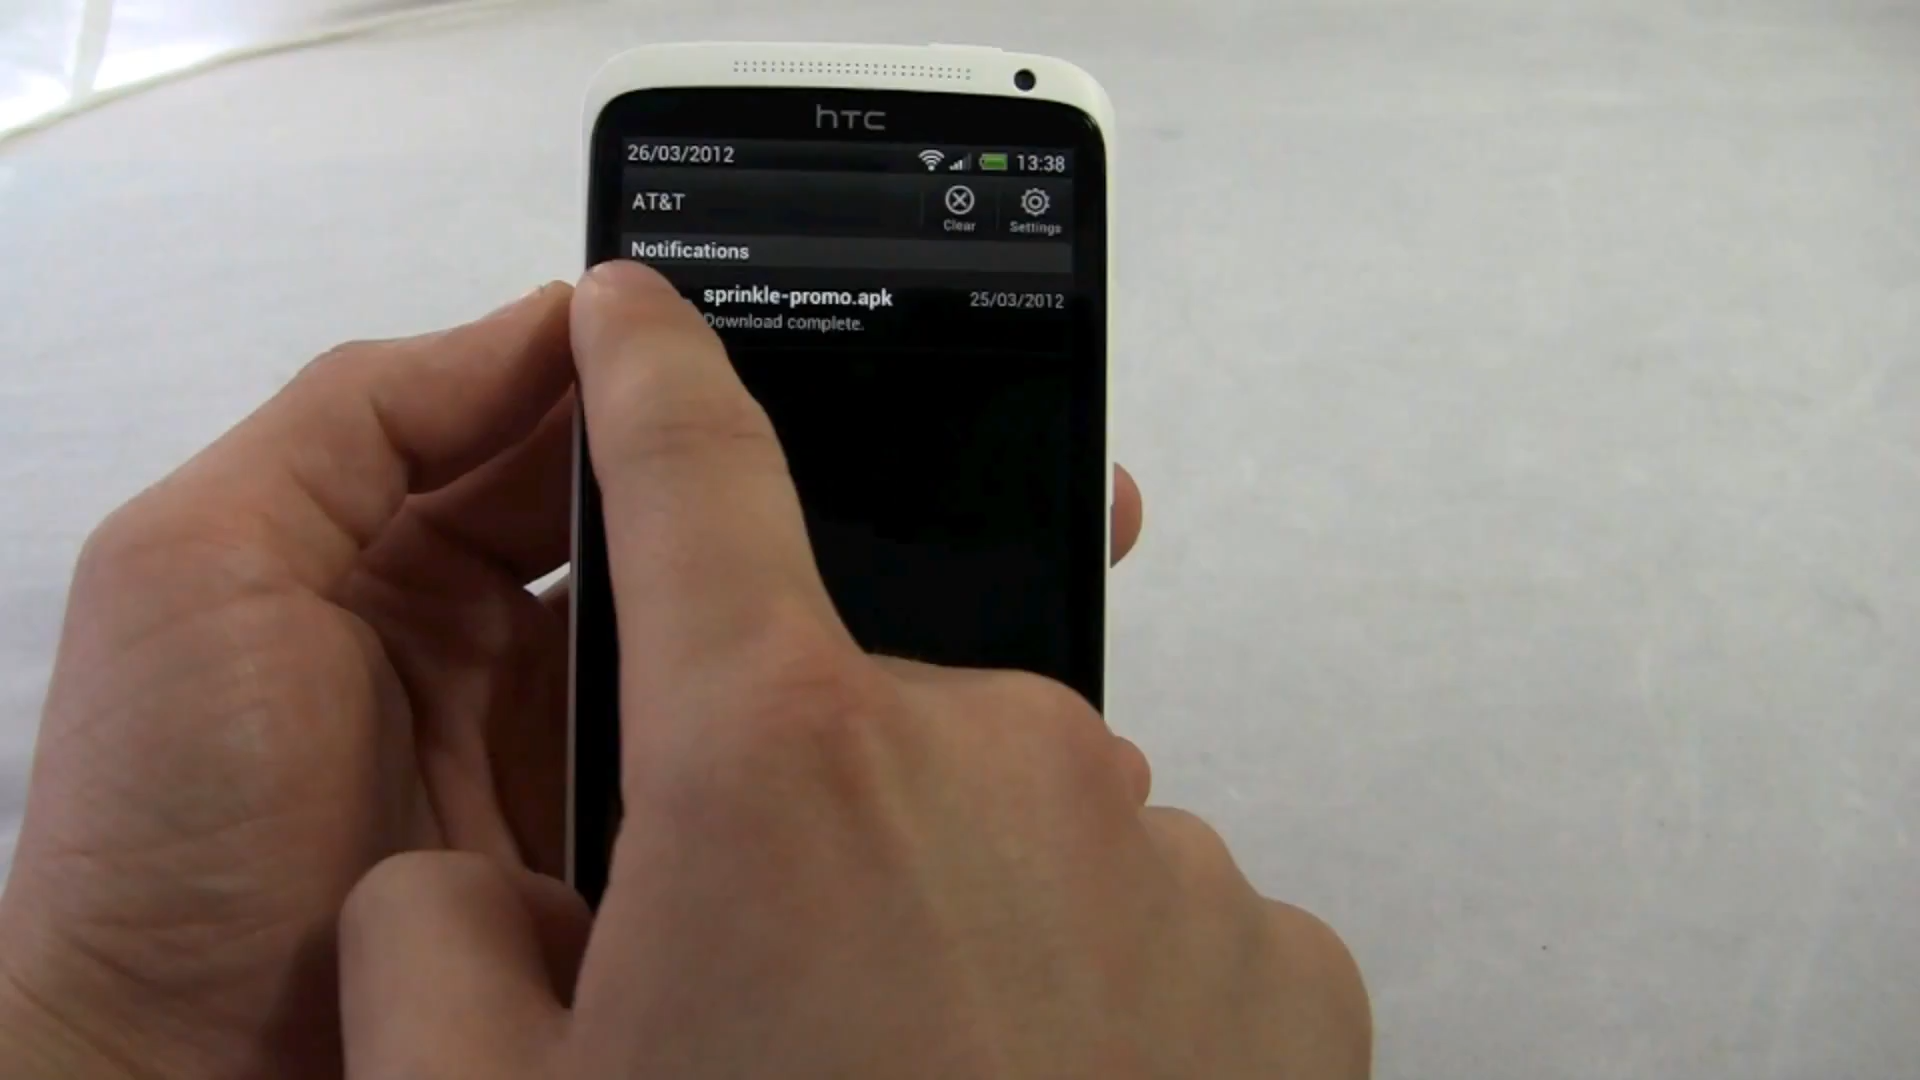 hTC
26/03/2012
13:38
AT&T
Clear
Settings
Notifications
sprinkle-promo.apk
25/03/2012
Download complete.